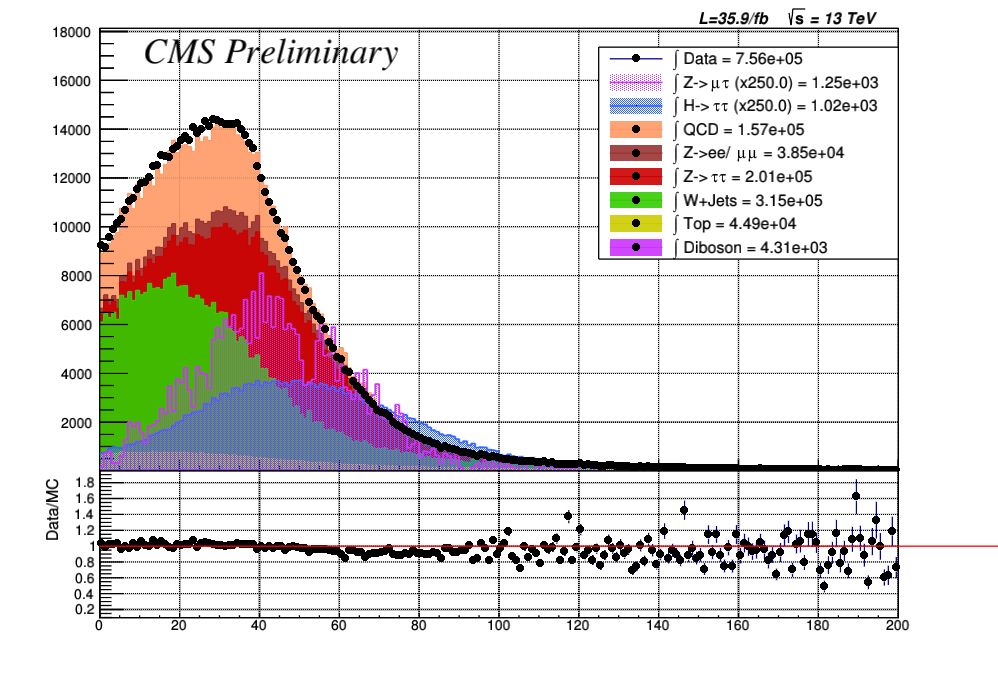 L=35.9/fb √s = 13 TeV
CMS Preliminary
18000
16000
14000
12000
10000
8000
6000
4000
2000
∫ Data = 7.56e+05
∫ Z->μτ (x250.0) = 1.25e+03
∫ H->ττ (x250.0) = 1.02e+03
∫ QCD = 1.57e+05
∫ Z->ee/ μμ = 3.85e+04
∫ Z->ττ = 2.01e+05
∫ W+Jets = 3.15e+05
∫ Top = 4.49e+04
∫ Diboson = 4.31e+03
Data/MC
1.8
1.6
1.4
1.2
1
0.8
0.6
0.4
0.2
0 20 40 60 80 100 120 140 160 180 200